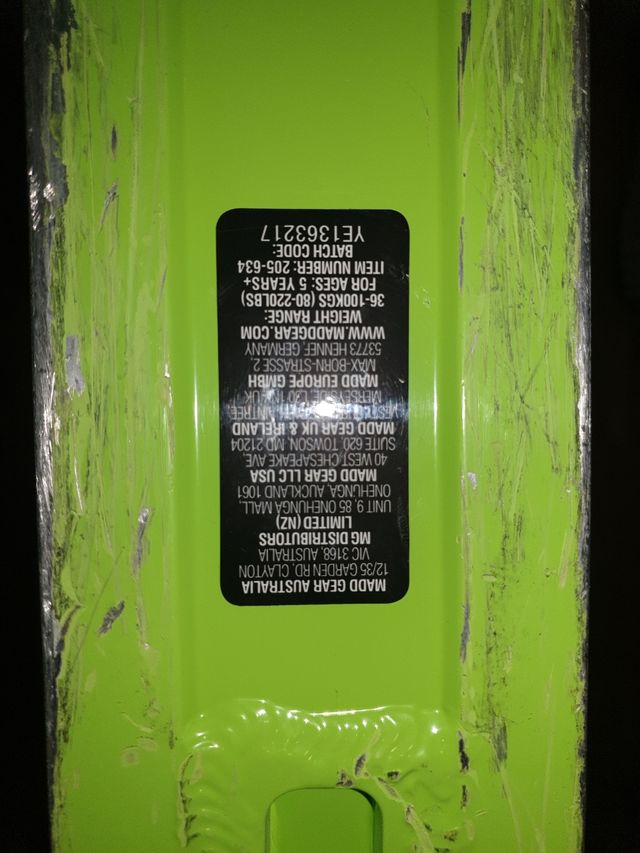 MADD GEAR AUSTRALIA
12/35 GARDEN RD, CLAYTON
VIC 3168, AUSTRALIA
MG DISTRIBUTORS
LIMITED (NZ)
UNIT 9, 85 ONEHUNGA MALL,
ONEHUNGA, AUCKLAND 1061
MADD GEAR LLC USA
40 WEST CHESAPEAKE AVE
SUITE 620, TOWSON, MD 21204
MADD GEAR UK & IRELAND
UK
MADD EUROPE GMBH
MAX-BORN-STRASSE 2,
53773 HENNEF GERMANY
WWW.MADDGEAR.COM
WEIGHT RANGE:
36-100KGS (80-220LBS)
FOR AGES: 5 YEARS+
ITEM NUMBER: 205-634
BATCH CODE:
YE1363217